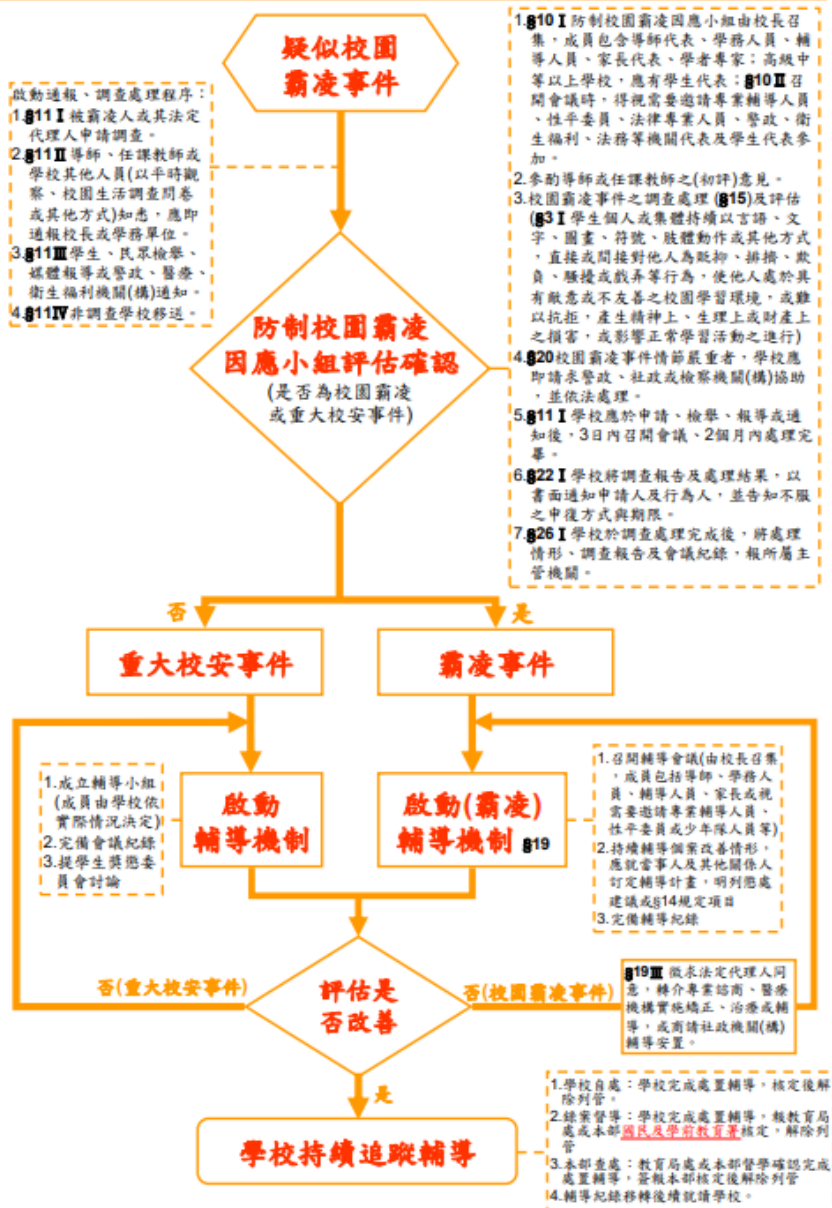 疑似校園
霸凌事件
啟動通報、調查處理程序：
1.§11 I 被霸凌人或其法定
代理人申請調查。
2.§11 II 導師、任課教師或
學校其他人員(以平時觀
察、校園生活調查問卷
或其他方式)知悉，應即
通報校長或學務單位。
3.§11 III 學生、民眾檢舉、
媒體報導或警政、醫療、
衛生福利機關(構)通知。
4.§11 IV 非調查學校移送。
1.§10 I 防制校園霸凌因應小組由校長召
集，成員包含導師代表、學務人員、輔
導人員、家長代表、學者專家；高級中
等以上學校，應有學生代表；§10 II 召
開會議時，得視需要邀請專業輔導人員
、性平委員、法律專業人員、警政、衛
生福利、法務等機關代表及學生代表參
加。
2.參酌導師或任課教師之(初評)意見。
3.校園霸凌事件之調查處理 (§15)及評估
(§3 I 學生個人或集體持續以言語、文
字、圖畫、符號、肢體動作或其他方式
，直接或間接對他人為貶抑、排擠、欺
負、騷擾或戲弄等行為，使他人處於具
有敵意或不友善之校園學習環境，或難
以抗拒，產生精神上、生理上或財產上
之損害，或影響正常學習活動之進行)
4.§20校園霸凌事件情節嚴重者，學校應
即請求警政、社政或檢察機關(構)協助
，並依法處理。
5.§11 I 學校應於申請、檢舉、報導或通
知後，3日內召開會議、2個月內處理完
畢。
6.§22 I 學校將調查報告及處理結果，以
書面通知申請人及行為人，並告知不服
之申復方式與期限。
7.§26 I 學校於調查處理完成後，將處理
情形、調查報告及會議紀錄，報所屬主
管機關。
防制校園霸凌
因應小組評估確認
(是否為校園霸凌
或重大校安事件)
否
是
重大校安事件
霸凌事件
1.成立輔導小組
(成員由學校依
實際情況決定)
2.完備會議紀錄
3.提學生獎懲委
員會討論
啟動
輔導機制
啟動(霸凌)
輔導機制 §19
1.召開輔導會議(由校長召集
，成員包括導師、學務人
員、輔導人員、家長或視
需要邀請專業輔導人員、
性平委員或少年隊人員等)
2.持續輔導個案改善情形，
應就當事人及其他關係人
訂定輔導計畫，明列懲處
建議或§14規定項目
3.完備輔導紀錄
否(重大校安事件)
評估是
否改善
否(校園霸凌事件)
§19 III 徵求法定代理人同
意，轉介專業諮商、醫療
機構實施矯正、治療或輔
導，或商請社政機關(構)
輔導安置。
是
學校持續追蹤輔導
1.學校自處：學校完成處置輔導，核定後解
除列管。
2.錄案督導：學校完成處置輔導，報教育局
處或本部國民及學前教育署核定，解除列
管
3.本部查處：教育局處或本部督學確認完成
處置輔導，簽報本部核定後解除列管
4.輔導紀錄移轉後續就讀學校。